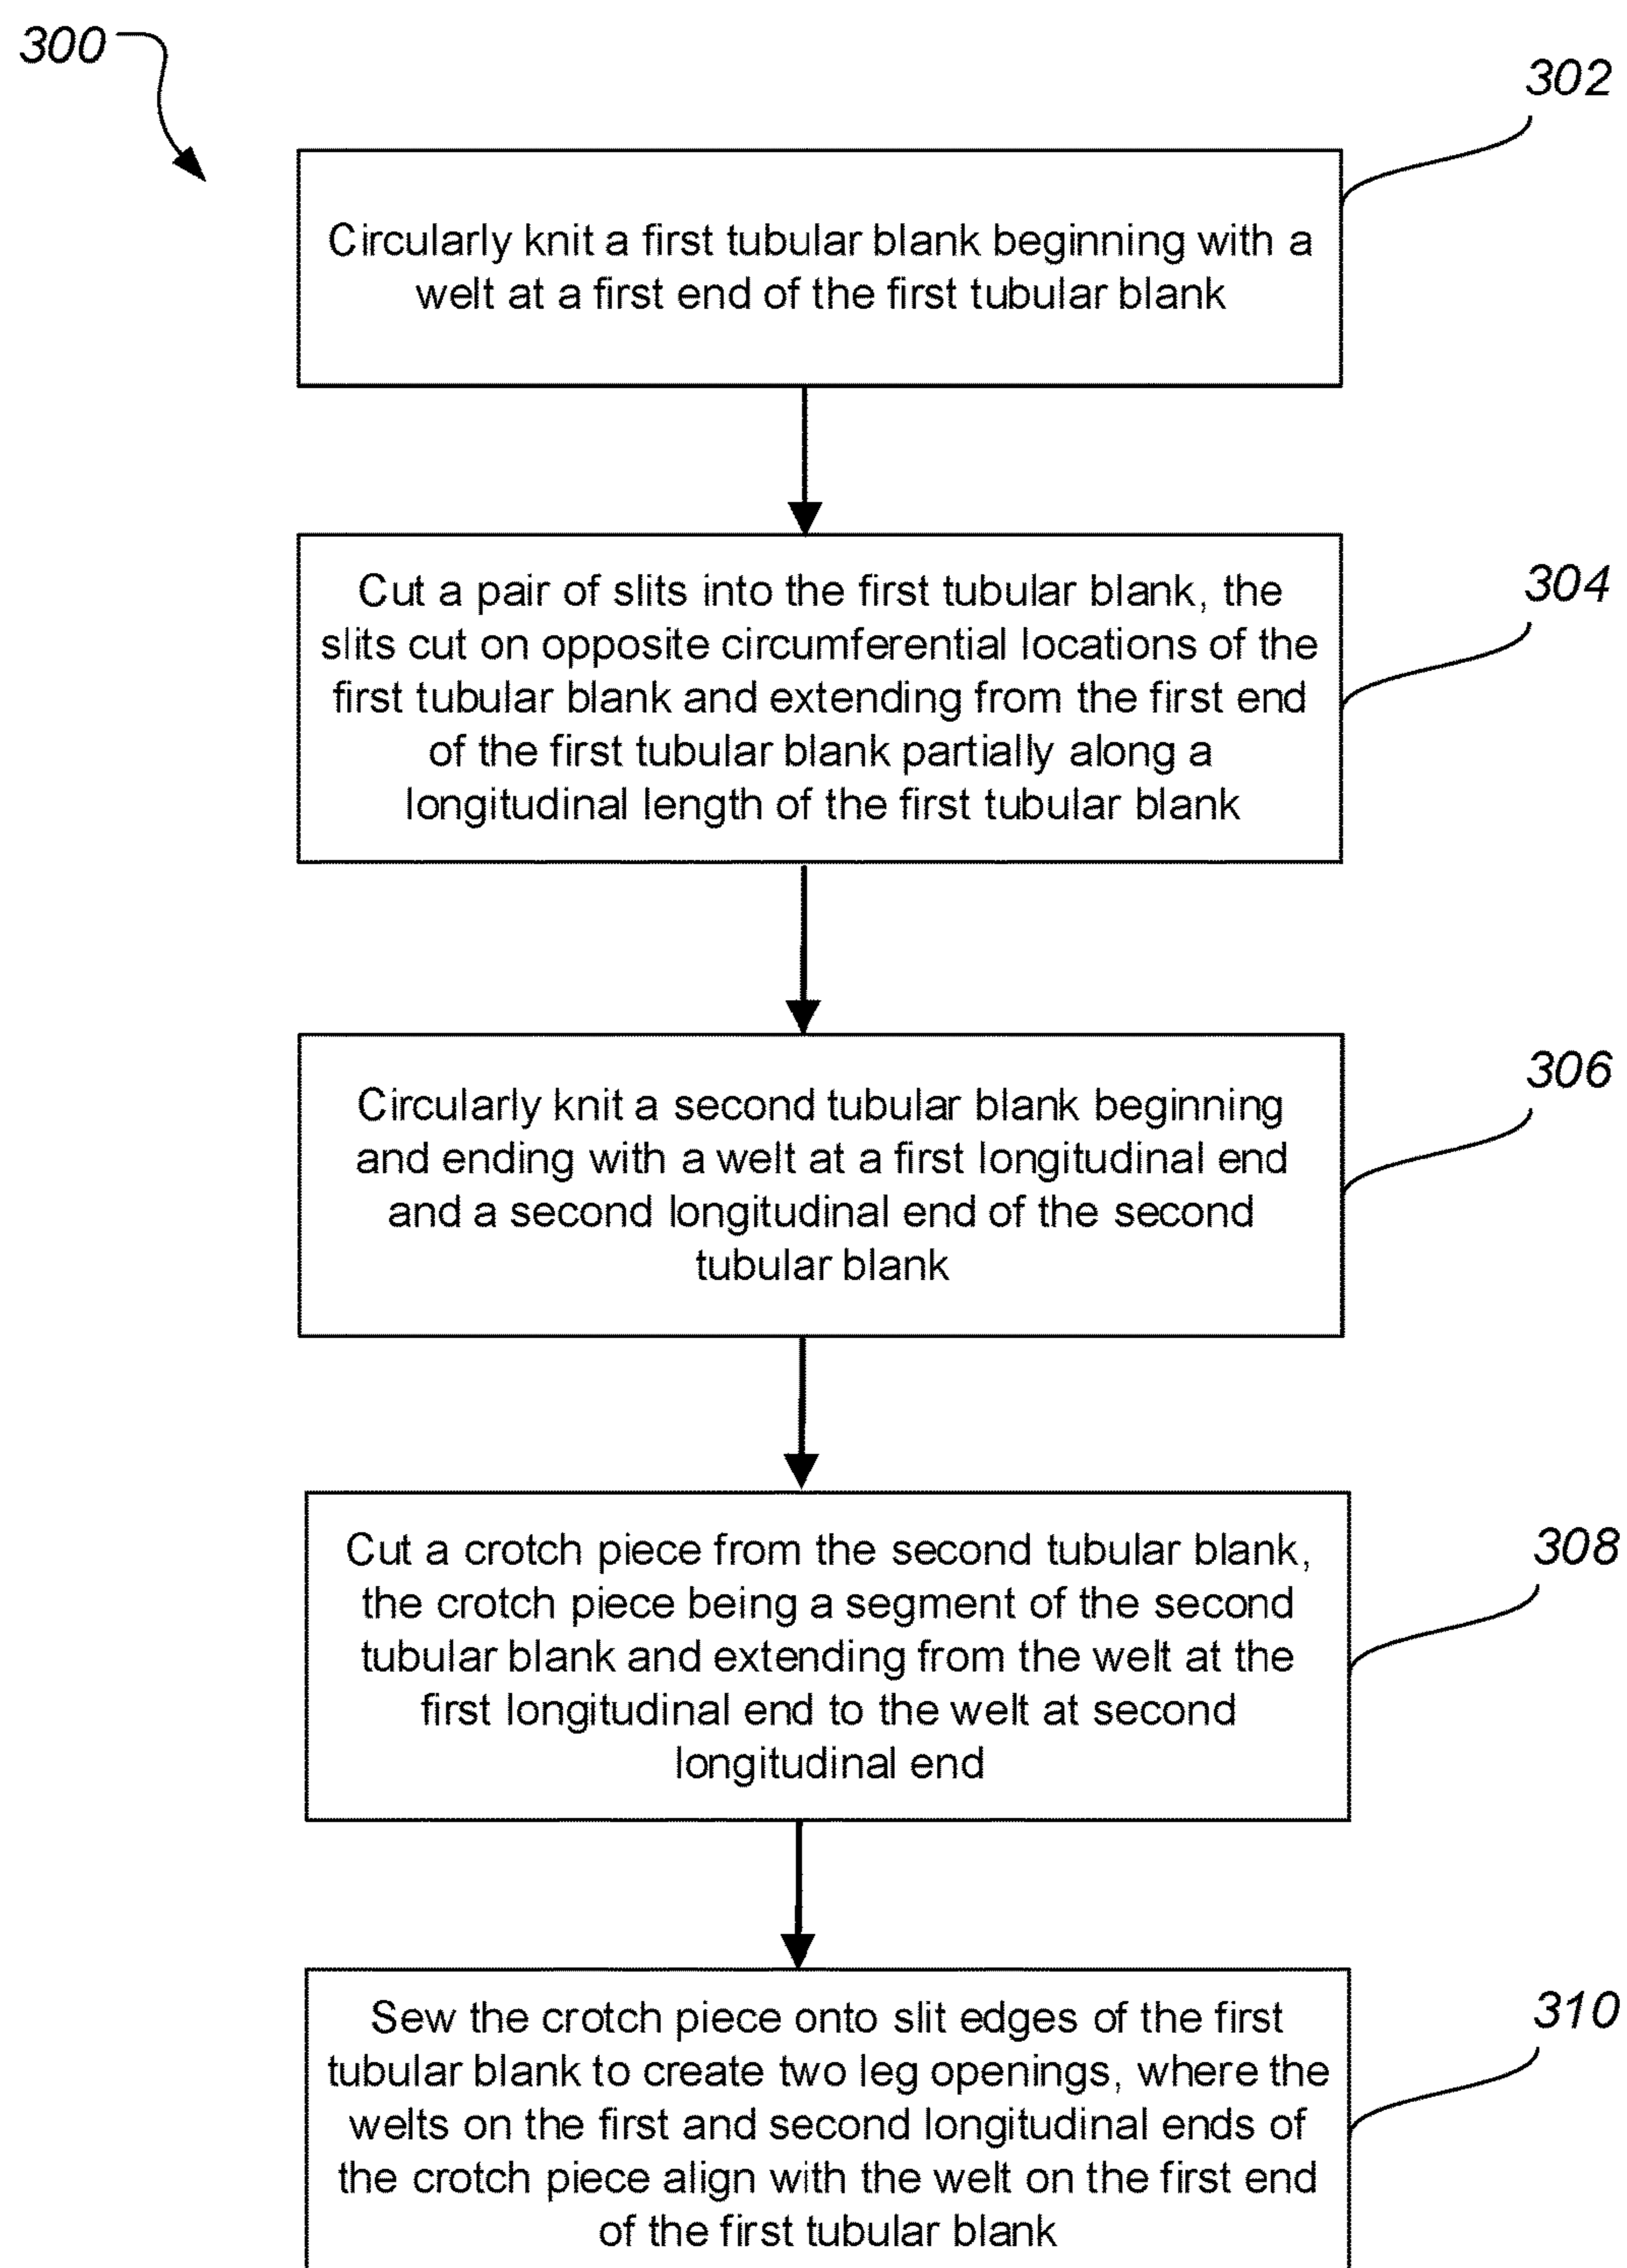 300
302
Circularly knit a first tubular blank beginning with a
welt at a first end of the first tubular blank
304
Cut a pair of slits into the first tubular blank, the
slits cut on opposite circumferential locations of the
first tubular blank and extending from the first end
of the first tubular blank partially along a
longitudinal length of the first tubular blank
306
Circularly knit a second tubular blank beginning
and ending with a welt at a first longitudinal end
and a second longitudinal end of the second
tubular blank
308
Cut a crotch piece from the second tubular blank,
the crotch piece being a segment of the second
tubular blank and extending from the welt at the
first longitudinal end to the welt at second
longitudinal end
310
Sew the crotch piece onto slit edges of the first
tubular blank to create two leg openings, where the
welts on the first and second longitudinal ends of
the crotch piece align with the welt on the first end
of the first tubular blank